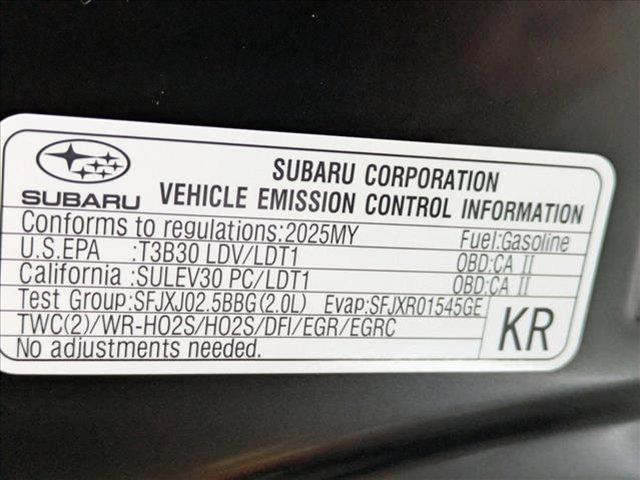 SUBARU
SUBARU CORPORATION
VEHICLE EMISSION CONTROL INFORMATION
Conforms to regulations:2025MY Fuel:Gasoline
U.S.EPA :T3B30 LDV/LDT1 OBD:CA II
California :SULEV30 PC/LDT1 OBD:CA II
Test Group:SFJXJ02.5BBG(2.0L) Evap:SFJXR01545GE
TWC(2)/WR-HO2S/HO2S/DFI/EGR/EGRC
No adjustments needed.
KR